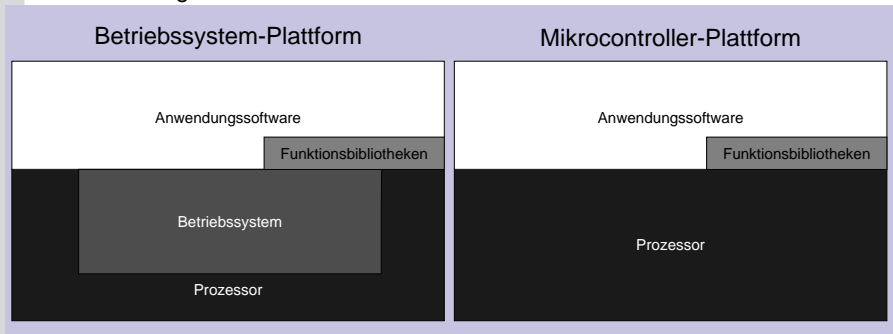 Betriebssystem-Plattform
Anwendungssoftware
Funktionsbibliotheken
Betriebssystem
Prozessor
Mikrocontroller-Plattform
Anwendungssoftware
Funktionsbibliotheken
Prozessor